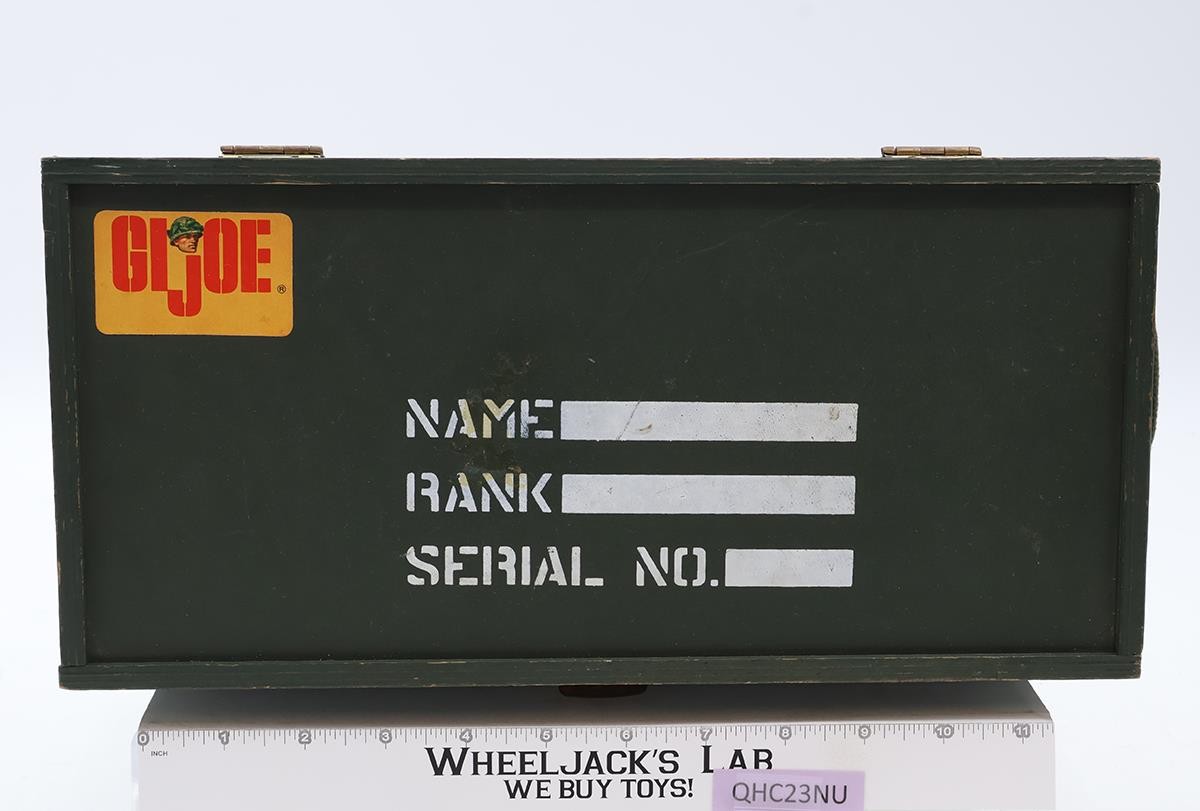 GI JOE ®
NAME
RANK
SERIAL NO.
0 1 2 3 4 5 6 7 8 9 10 11
INCH
WHEELJACK'S LAB
WE BUY TOYS!
QHC23NU